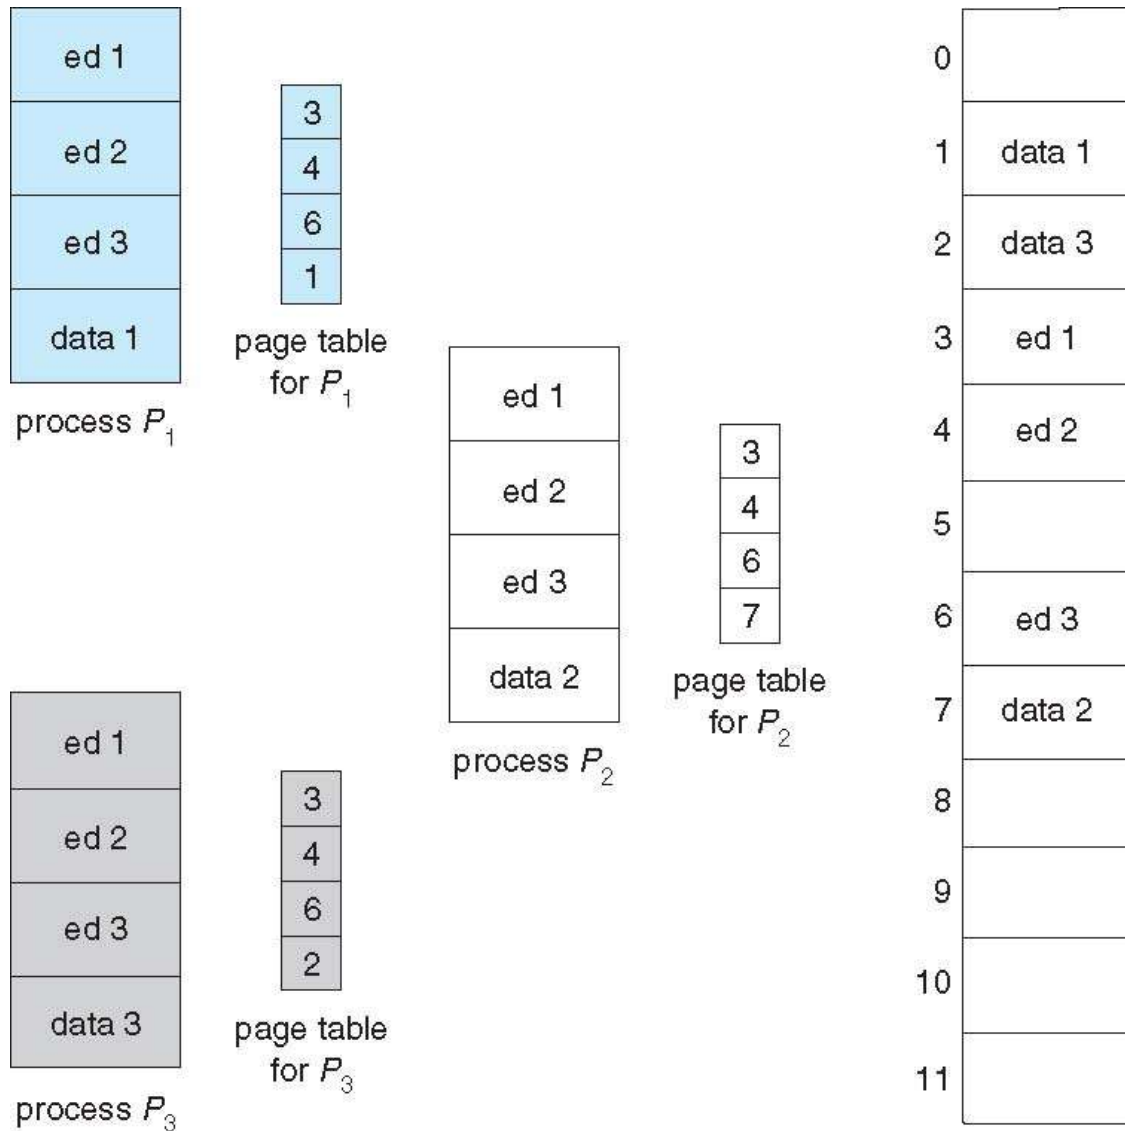 ed 1
ed 2
ed 3
data 1
process P1
3
4
6
1
page table
for P1
ed 1
ed 2
ed 3
data 2
process P2
3
4
6
7
page table
for P2
ed 1
ed 2
ed 3
data 3
process P3
3
4
6
2
page table
for P3
0
1 data 1
2 data 3
3 ed 1
4 ed 2
5
6 ed 3
7 data 2
8
9
10
11